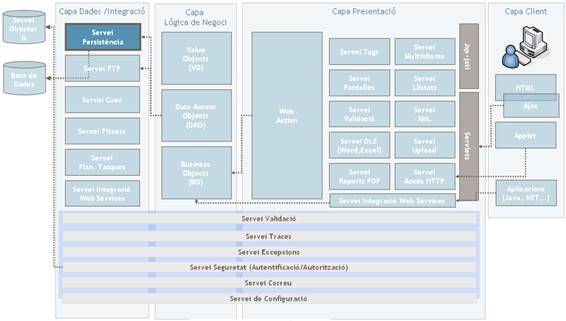 Capa Dades /Integració
Capa
Lògica de Negoci
Capa Presentació
Capa Client
Servei
Directori
is
Base de
Dades
Servei
Persistència
Servei FTP
Servei Cues
Servei Fitxers
Servei
Plan. Tasques
Servei Integració
Web Services
Value
Objects
(VO)
Data Access
Objects
(DAO)
Business
Objects
(BO)
Web
Action
Servei Tags
Servei
Multiidioma
Servei
Pantalles
Servei
Llistats
Servei
Validació
Servei
XML
Servei OLE
(Word,Excel)
Servei
Upload
Servei
Reports PDF
Servei
Accés HTTP
Servei Integració Web Services
Servlets
HTML
Ajax
Applet
Aplicacions
(Java,.NET,..)
Servei Validació
Servei Traces
Servei Excepcions
Servei Seguretat (Autentificació/Autorització)
Servei Correu
Servei de Configuració